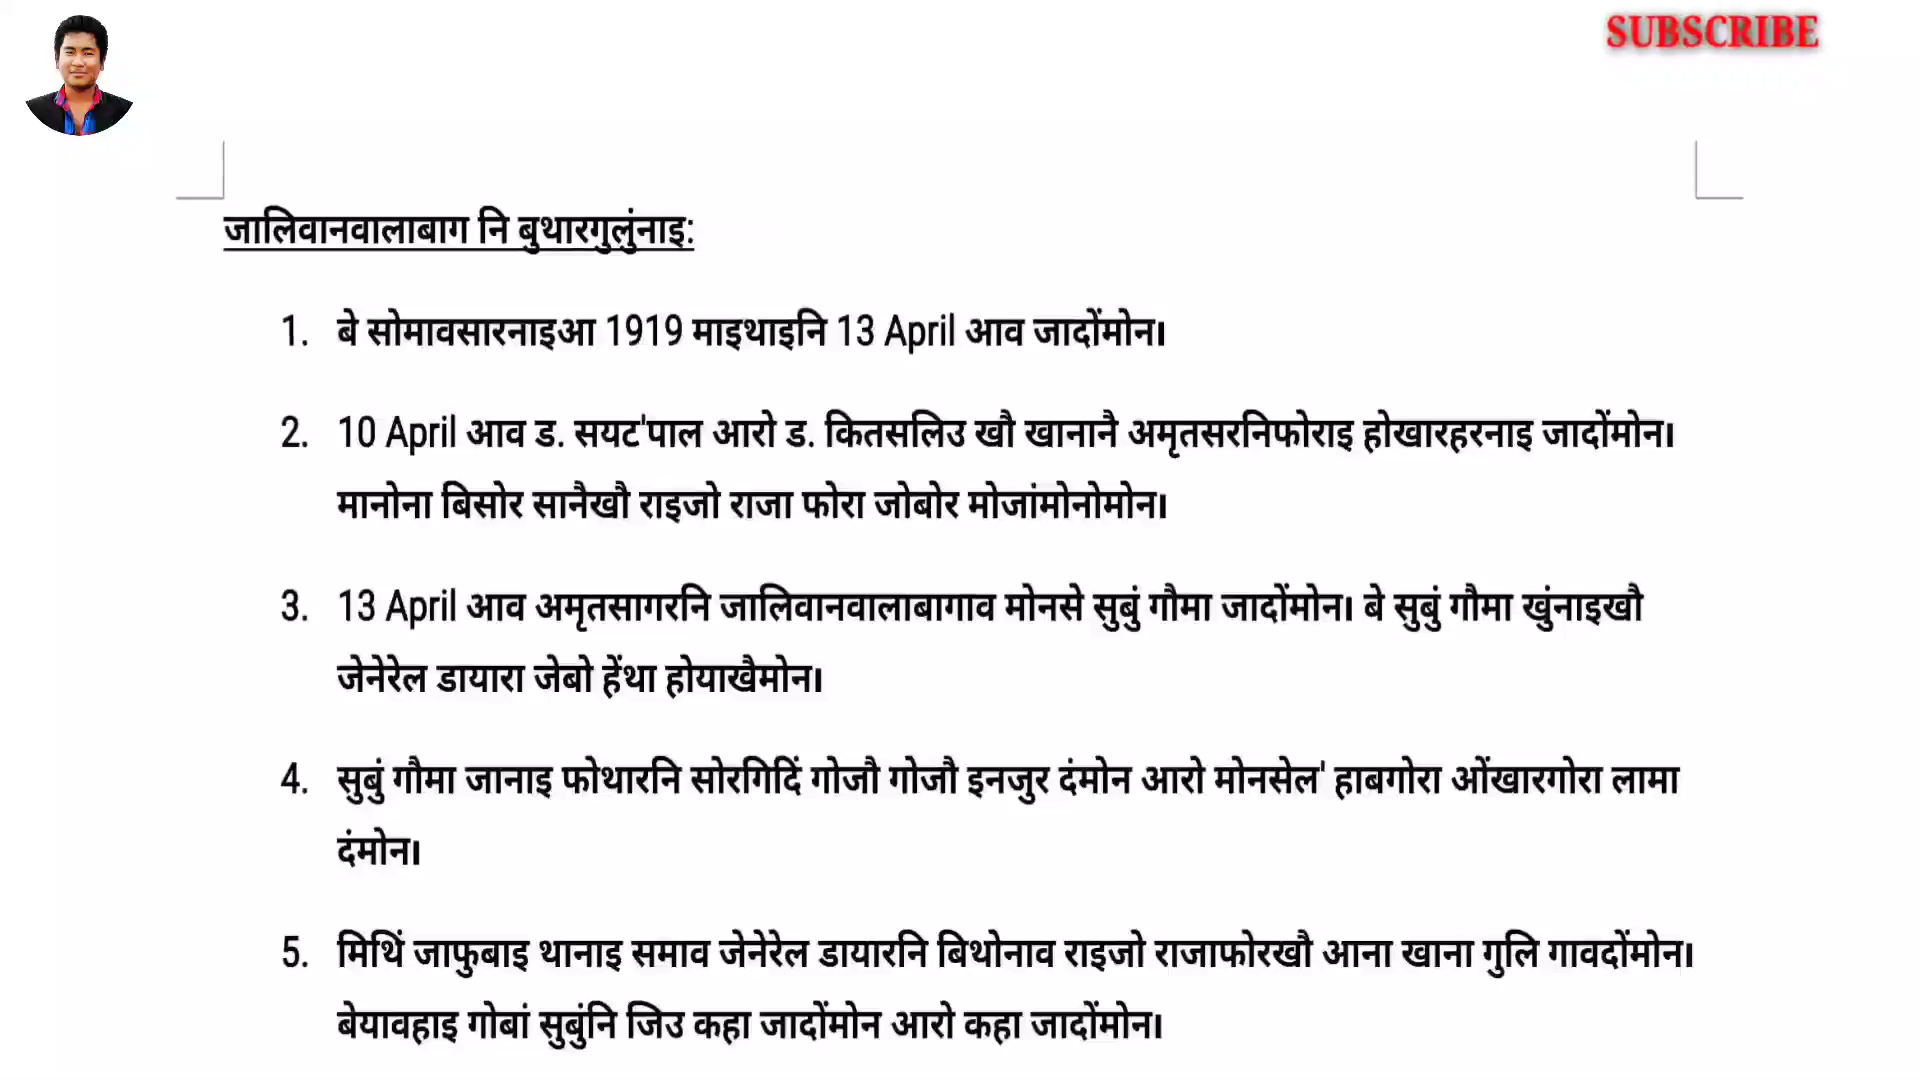 SUBSCRIBE
जालिवानवालाबाग नि बुथारगुलुंनाइ:
1. बे सोमावसारनाइआ 1919 माइथाइनि 13 April आव जादोंमोन।
2. 10 April आव ड. सयट'पाल आरो ड. कितसलिउ खौ खानानै अमृतसरनिफोराइ होखारहरनाइ जादोंमोन।
मानोना बिसोर सानैखौ राइजो राजा फोरा जोबोर मोजांमोनोमोन।
3. 13 April आव अमृतसागरनि जालिवानवालाबागाव मोनसे सुबुं गौमा जादोंमोन। बे सुबुं गौमा खुंनाइखौ
जेनेरेल डायारा जेबो हेंथा होयाखैमोन।
4. सुबुं गौमा जानाइ फोथारनि सोरगिदिं गोजौ गोजौ इनजुर दंमोन आरो मोनसेल' हाबगोरा ओंखारगोरा लामा
दंमोन।
5. मिथिं जाफुबाइ थानाइ समाव जेनेरेल डायारनि बिथोनाव राइजो राजाफोरखौ आना खाना गुलि गावदोंमोन।
बेयावहाइ गोबां सुबुंनि जिउ कहा जादोंमोन आरो कहा जादोंमोन।